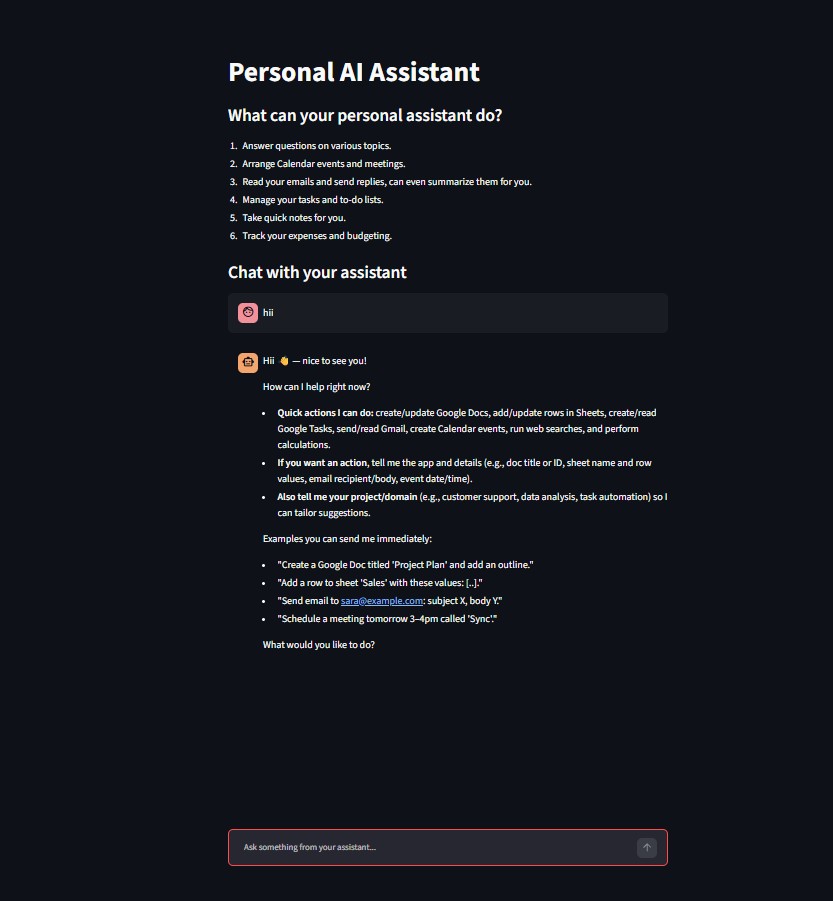 Personal AI Assistant
What can your personal assistant do?
1. Answer questions on various topics.
2. Arrange Calendar events and meetings.
3. Read your emails and send replies, can even summarize them for you.
4. Manage your tasks and to-do lists.
5. Take quick notes for you.
6. Track your expenses and budgeting.
Chat with your assistant
hii
Hii 👋 — nice to see you!
How can I help right now?
• Quick actions I can do: create/update Google Docs, add/update rows in Sheets, create/read
Google Tasks, send/read Gmail, create Calendar events, run web searches, and perform
calculations.
• If you want an action, tell me the app and details (e.g., doc title or ID, sheet name and row
values, email recipient/body, event date/time).
• Also tell me your project/domain (e.g., customer support, data analysis, task automation) so I
can tailor suggestions.
Examples you can send me immediately:
• "Create a Google Doc titled 'Project Plan' and add an outline."
• "Add a row to sheet 'Sales' with these values: [..]."
• "Send email to sara@example.com: subject X, body Y."
• "Schedule a meeting tomorrow 3–4pm called 'Sync'."
What would you like to do?
Ask something from your assistant...